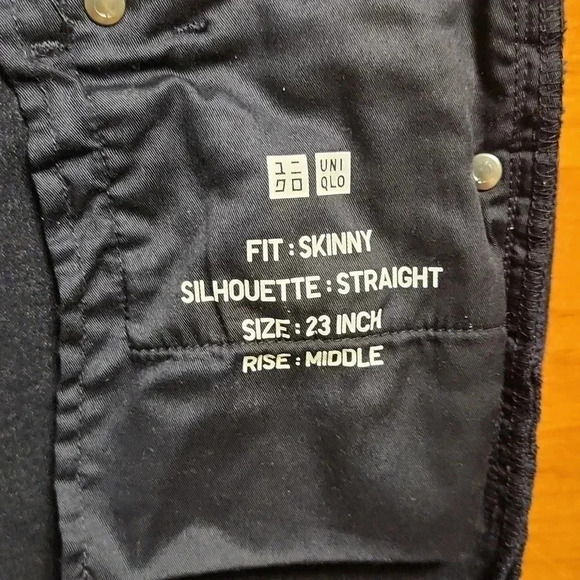 ユニ UNI
クロ QLO
FIT : SKINNY
SILHOUETTE : STRAIGHT
SIZE : 23 INCH
RISE : MIDDLE